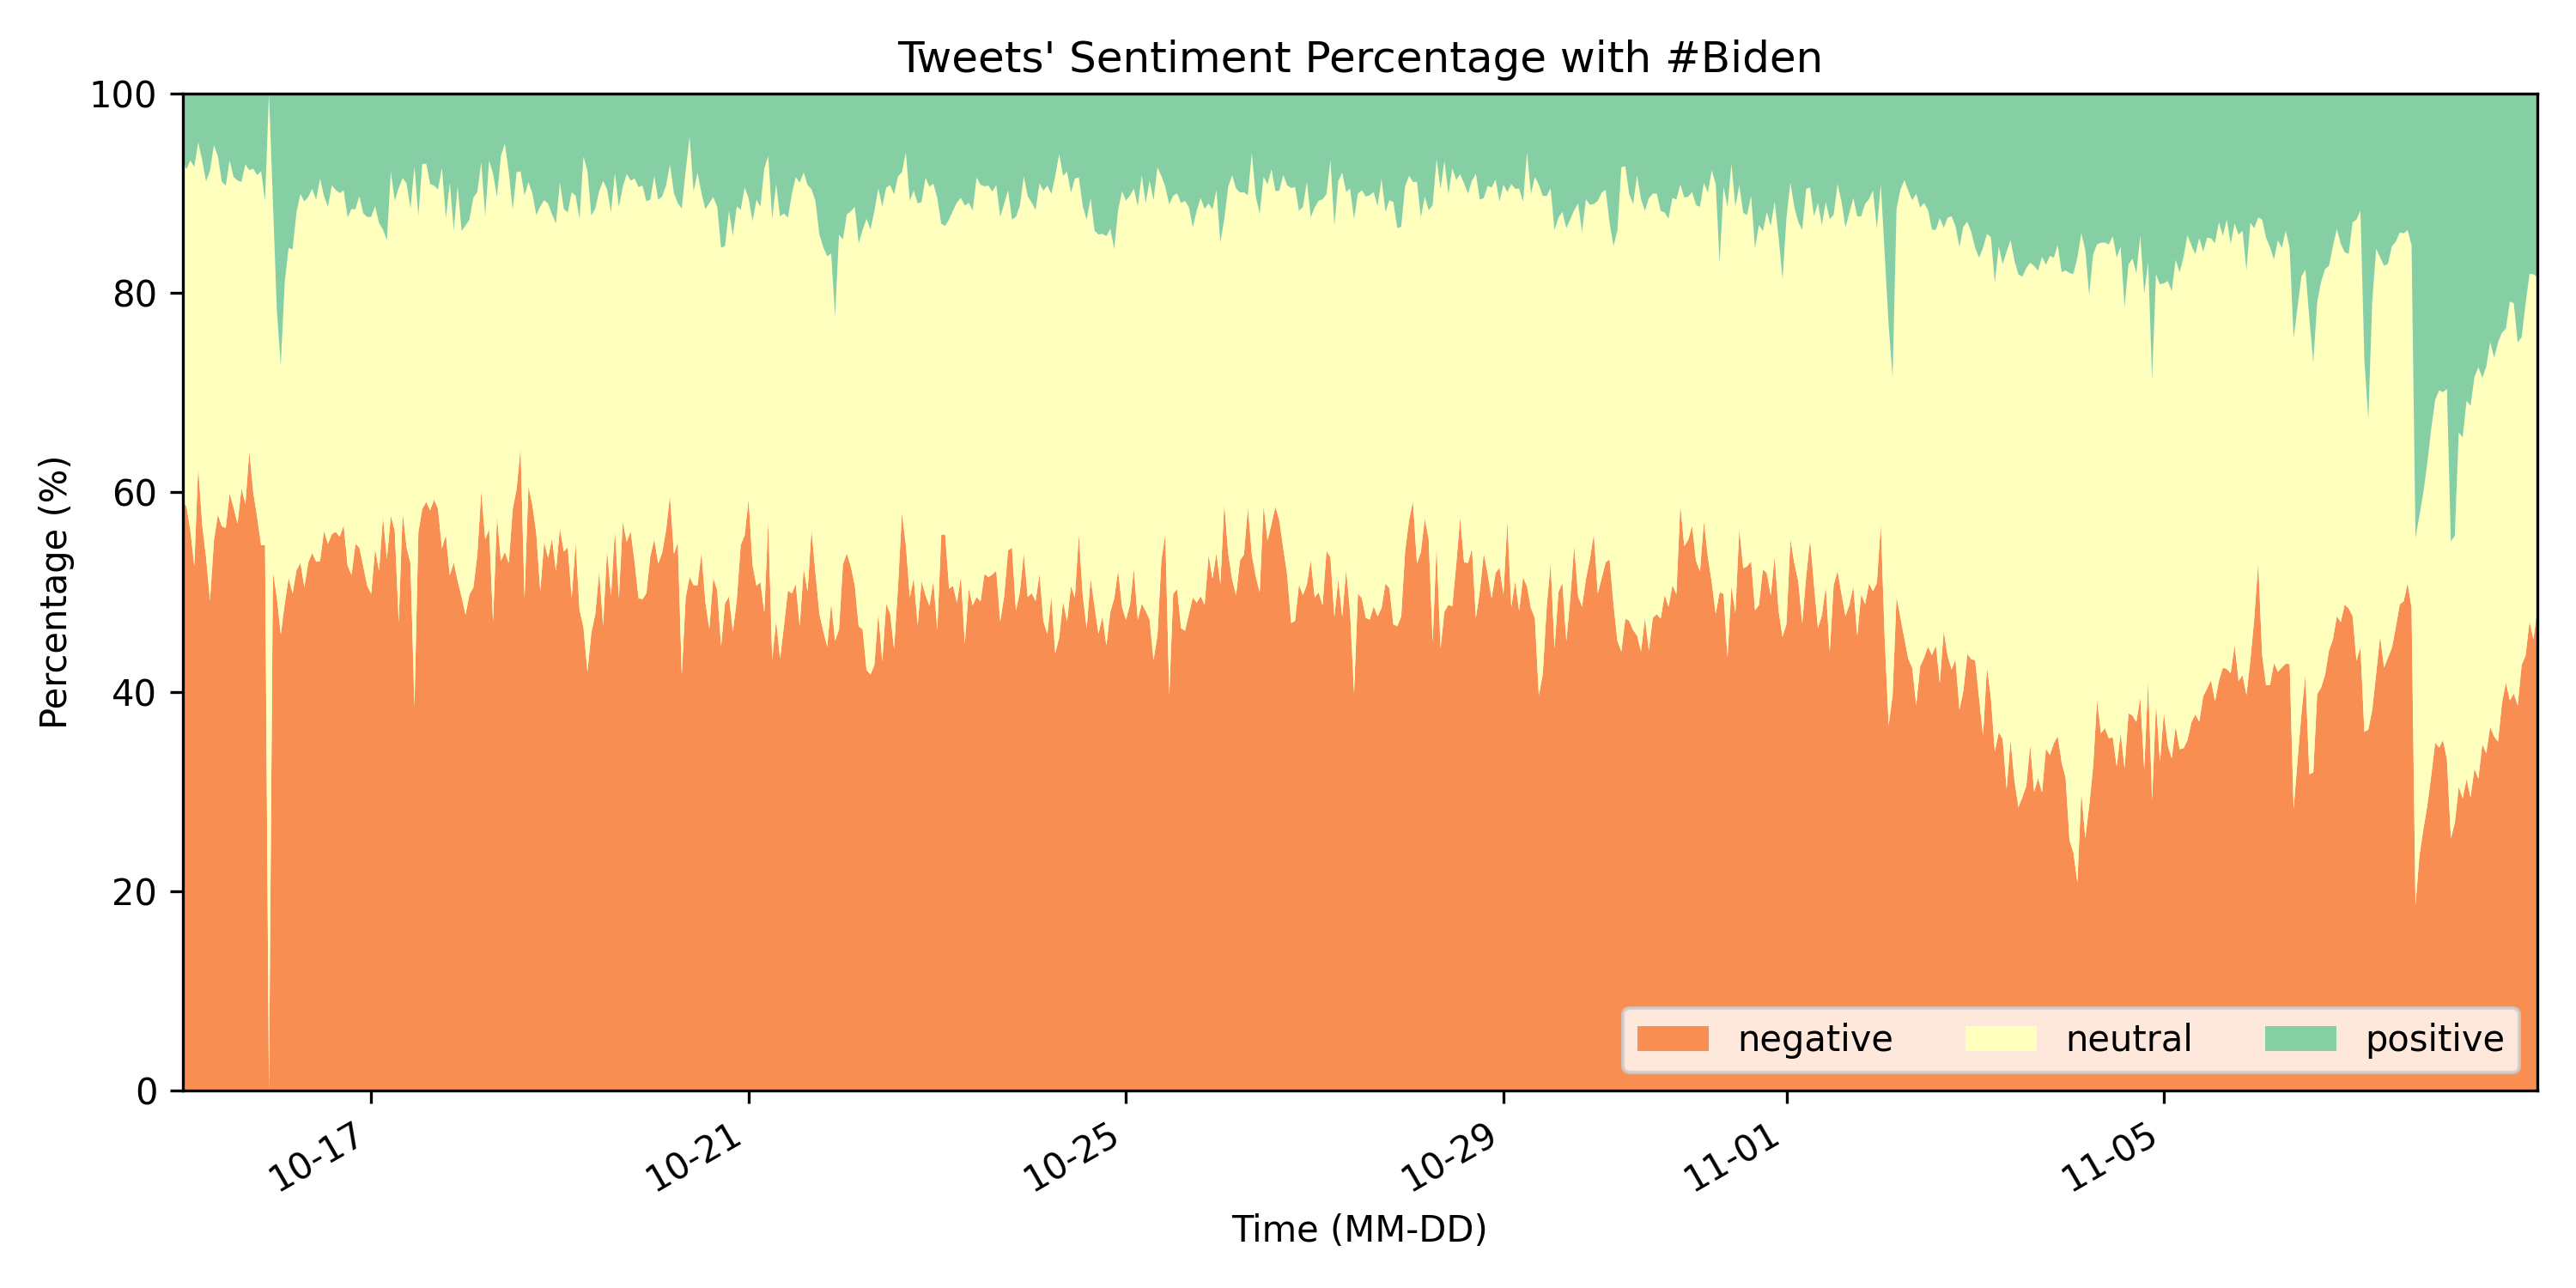 Tweets' Sentiment Percentage with #Biden
100
80
60
40
20
0
Percentage (%)
negative neutral positive
10-17 10-21 10-25 10-29 11-01 11-05
Time (MM-DD)